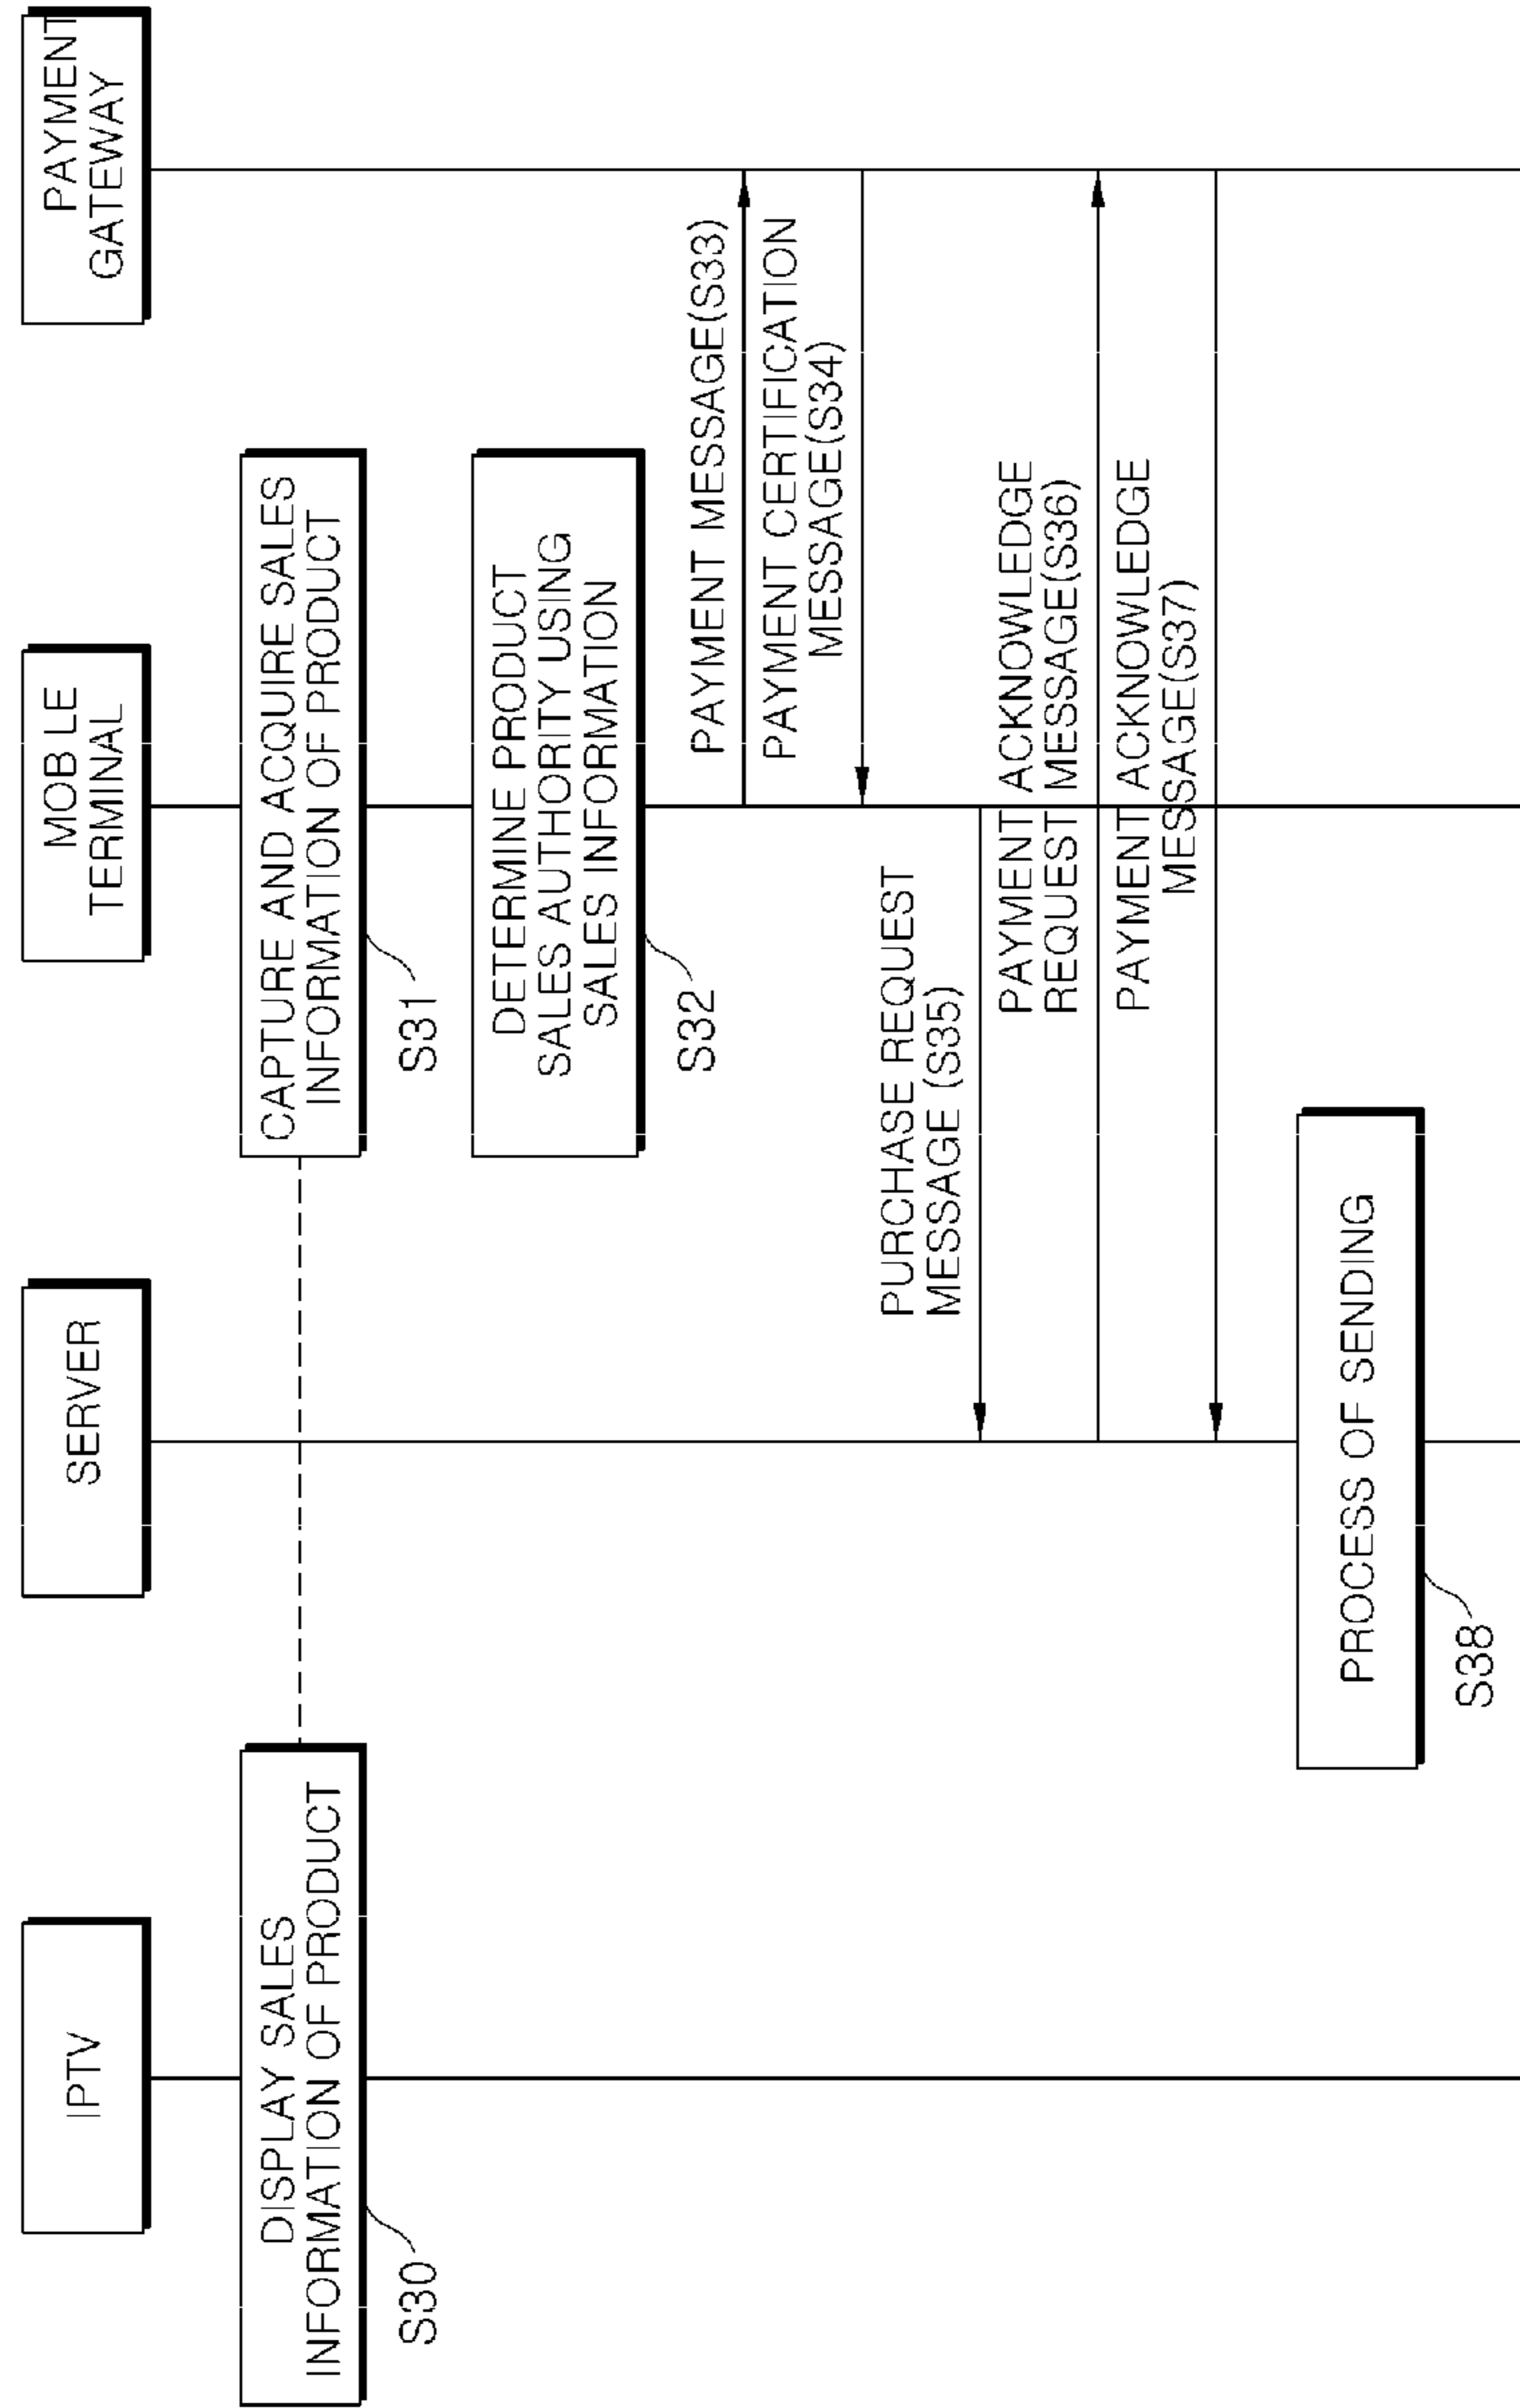 IPTV
SERVER
MOB LE
TERMINAL
PAYMENT
GATEWAY
DISPLAY SALES
INFORMATION OF PRODUCT
S30
CAPTURE AND ACQUIRE SALES
INFORMATION OF PRODUCT
S31
DETERMINE PRODUCT
SALES AUTHORITY USING
SALES INFORMATION
S32
PAYMENT MESSAGE(S33)
PAYMENT CERTIFICATION
MESSAGE(S34)
PURCHASE REQUEST
MESSAGE (S35)
PAYMENT ACKNOWLEDGE
REQUEST MESSAGE(S36)
PAYMENT ACKNOWLEDGE
MESSAGE(S37)
PROCESS OF SENDING
S38